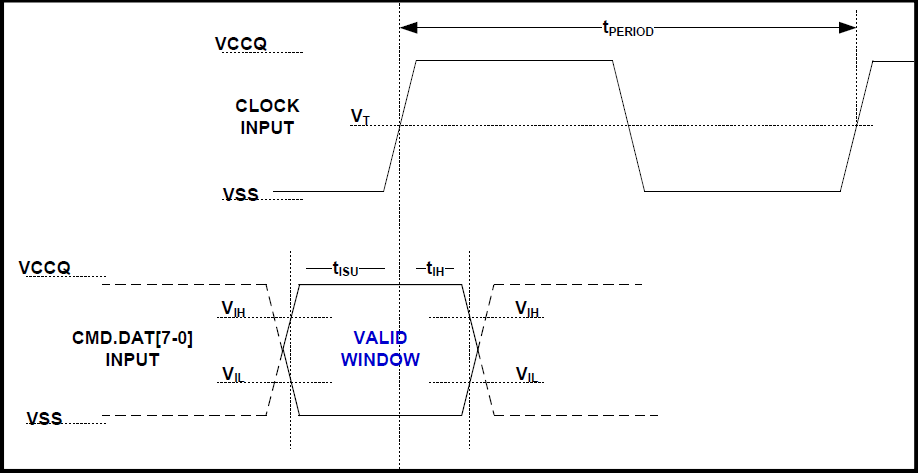 tPERIOD
VCCQ
CLOCK
INPUT
VT
VSS
VCCQ
tISU
tIH
VIH
VIH
CMD.DAT[7-0]
INPUT
VALID
WINDOW
VIL
VIL
VSS